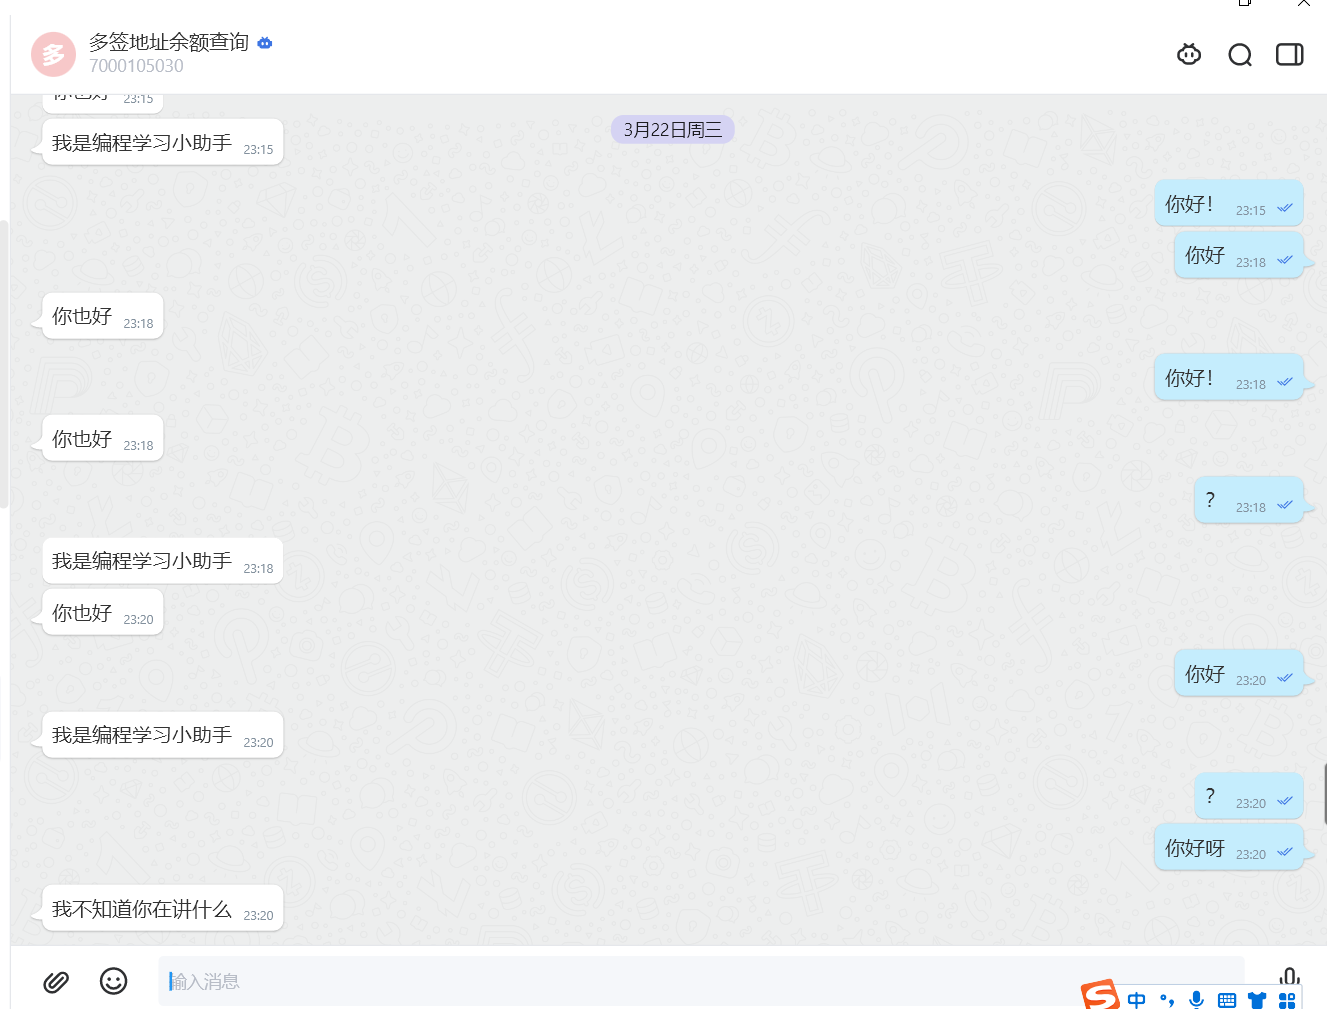 多 多签地址余额查询
7000105030
你也好 23:15
3月22日周三
我是编程学习小助手 23:15
你好！ 23:15
你好 23:18
你也好 23:18
你好！ 23:18
你也好 23:18
？ 23:18
我是编程学习小助手 23:18
你也好 23:20
你好 23:20
我是编程学习小助手 23:20
？ 23:20
你好呀 23:20
我不知道你在讲什么 23:20
输入消息
中